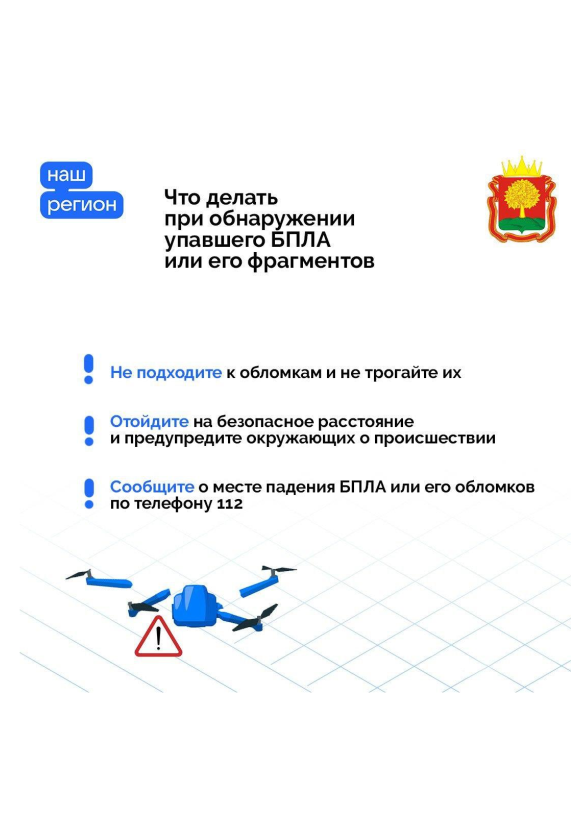 наш
регион
Что делать
при обнаружении
упавшего БПЛА
или его фрагментов
Не подходите к обломкам и не трогайте их
Отойдите на безопасное расстояние
и предупредите окружающих о происшествии
Сообщите о месте падения БПЛА или его обломков
по телефону 112